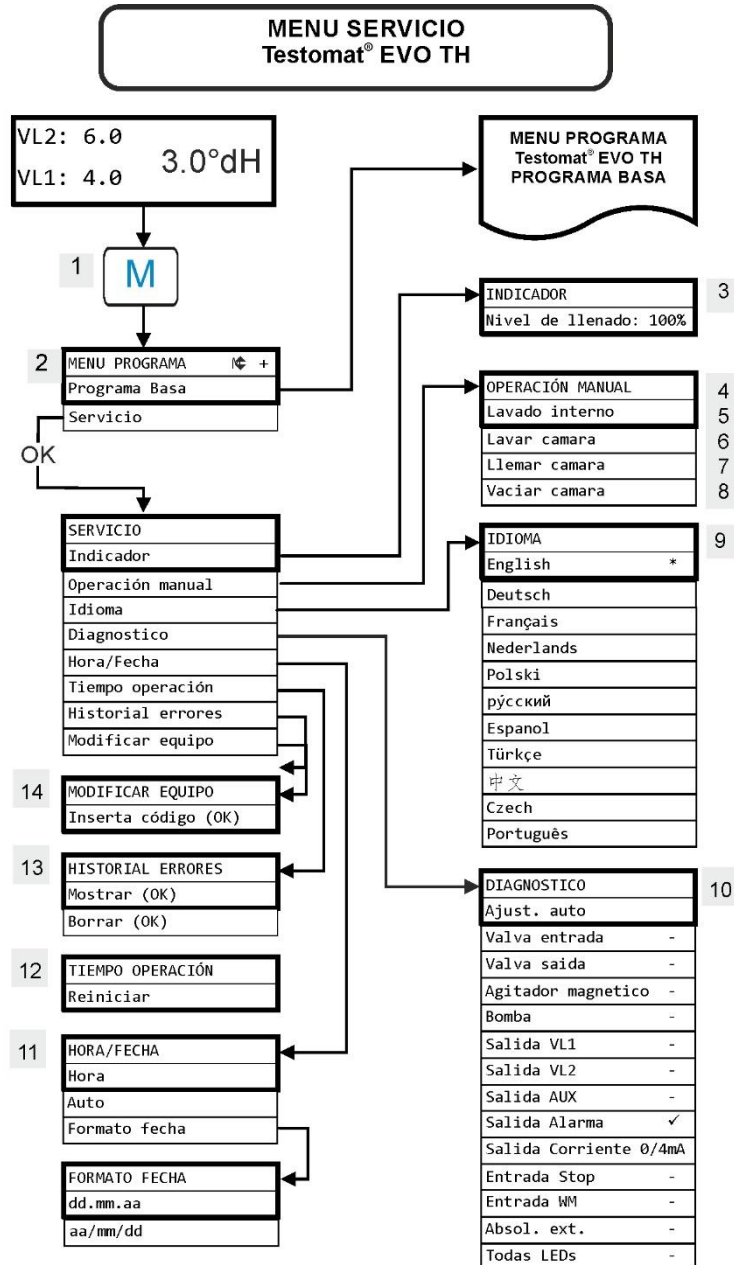 MENU SERVICIO
Testomat® EVO TH
VL2: 6.0
VL1: 4.0
3.0°dH
MENU PROGRAMA
Testomat® EVO TH
PROGRAMA BASA
1
M
INDICADOR
Nivel de llenado: 100%
3
2
MENU PROGRAMA +
Programa Basa
Servicio
OK
OPERACIÓN MANUAL
Lavado interno
Lavar camara
Llemar camara
Vaciar camara
4
5
6
7
8
SERVICIO
Indicador
Operación manual
Idioma
Diagnostico
Hora/Fecha
Tiempo operación
Historial errores
Modificar equipo
IDIOMA
English *
Deutsch
Français
Nederlands
Polski
рýсский
Espanol
Türkçe
中文
Czech
Português
9
14
MODIFICAR EQUIPO
Inserta código (OK)
13
HISTORIAL ERRORES
Mostrar (OK)
Borrar (OK)
12
TIEMPO OPERACIÓN
Reiniciar
11
HORA/FECHA
Hora
Auto
Formato fecha
FORMATO FECHA
dd.mm.aa
aa/mm/dd
DIAGNOSTICO
Ajust. auto
Valva entrada -
Valva saida -
Agitador magnetico -
Bomba -
Salida VL1 -
Salida VL2 -
Salida AUX -
Salida Alarma ✓
Salida Corriente 0/4mA
Entrada Stop -
Entrada WM -
Absol. ext. -
Todas LEDs -
10